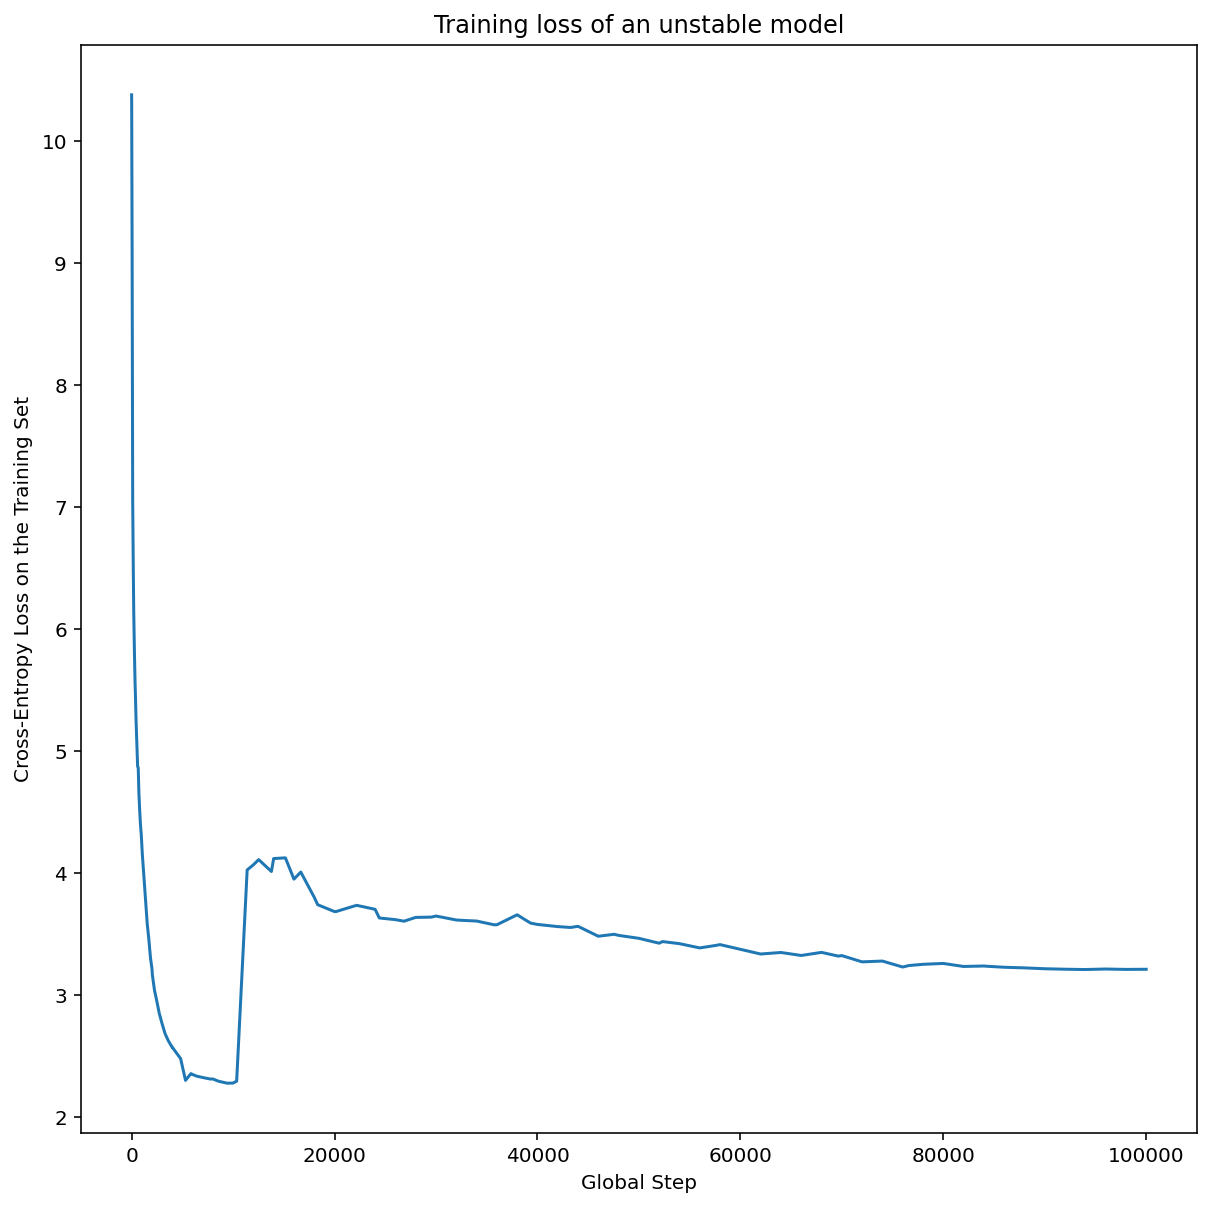 Training loss of an unstable model
Cross-Entropy Loss on the Training Set
10
9
8
7
6
5
4
3
2
0 20000 40000 60000 80000 100000
Global Step